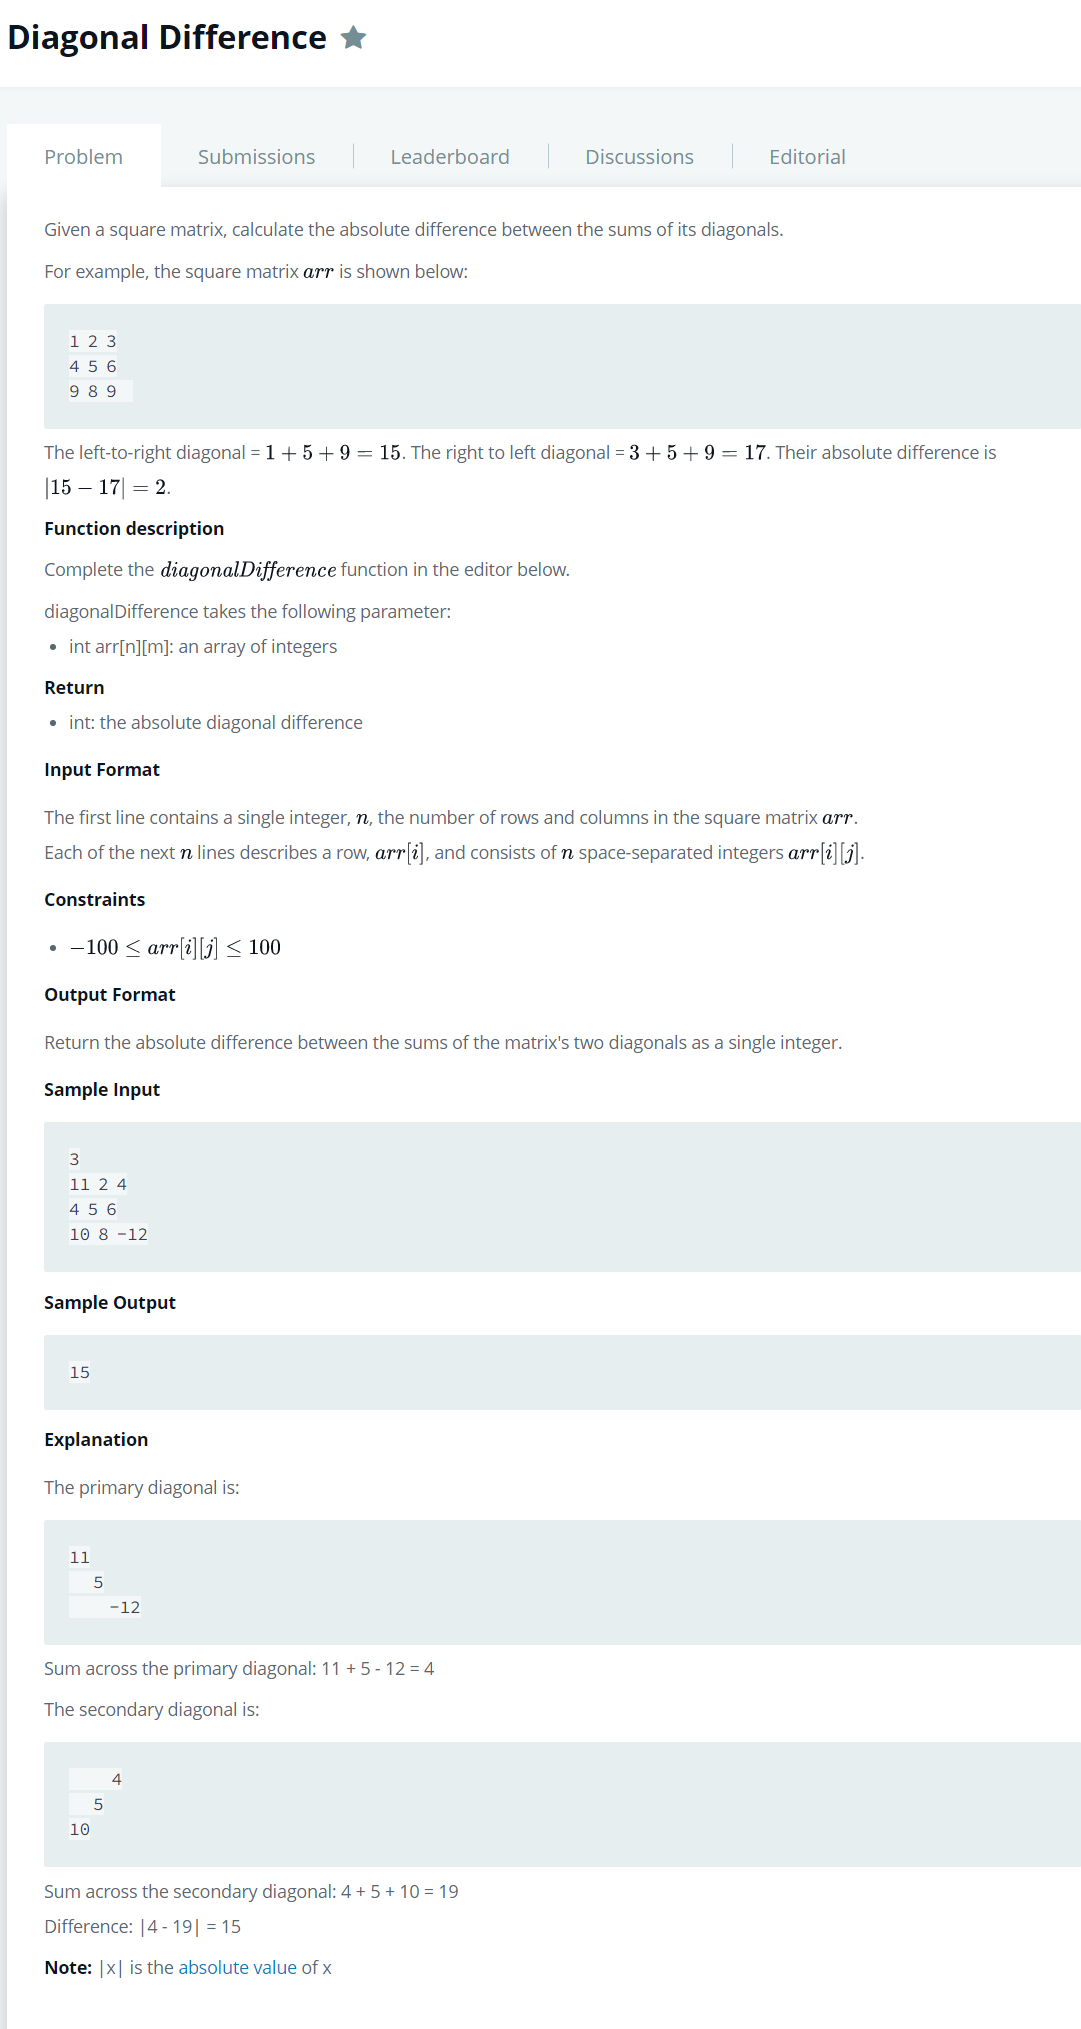 Diagonal Difference
Problem
Submissions
Leaderboard
Discussions
Editorial
Given a square matrix, calculate the absolute difference between the sums of its diagonals.
For example, the square matrix arr is shown below:
1 2 3
4 5 6
9 8 9
The left-to-right diagonal = 1 + 5 + 9 = 15. The right to left diagonal = 3 + 5 + 9 = 17. Their absolute difference is
|15 − 17| = 2.
Function description
Complete the diagonalDifference function in the editor below.
diagonalDifference takes the following parameter:
• int arr[n][m]: an array of integers
Return
• int: the absolute diagonal difference
Input Format
The first line contains a single integer, n, the number of rows and columns in the square matrix arr.
Each of the next n lines describes a row, arr[i], and consists of n space-separated integers arr[i][j].
Constraints
• −100 ≤ arr[i][j] ≤ 100
Output Format
Return the absolute difference between the sums of the matrix's two diagonals as a single integer.
Sample Input
3
11 2 4
4 5 6
10 8 -12
Sample Output
15
Explanation
The primary diagonal is:
11
5
-12
Sum across the primary diagonal: 11 + 5 - 12 = 4
The secondary diagonal is:
4
5
10
Sum across the secondary diagonal: 4 + 5 + 10 = 19
Difference: |4 - 19| = 15
Note: |x| is the absolute value of x